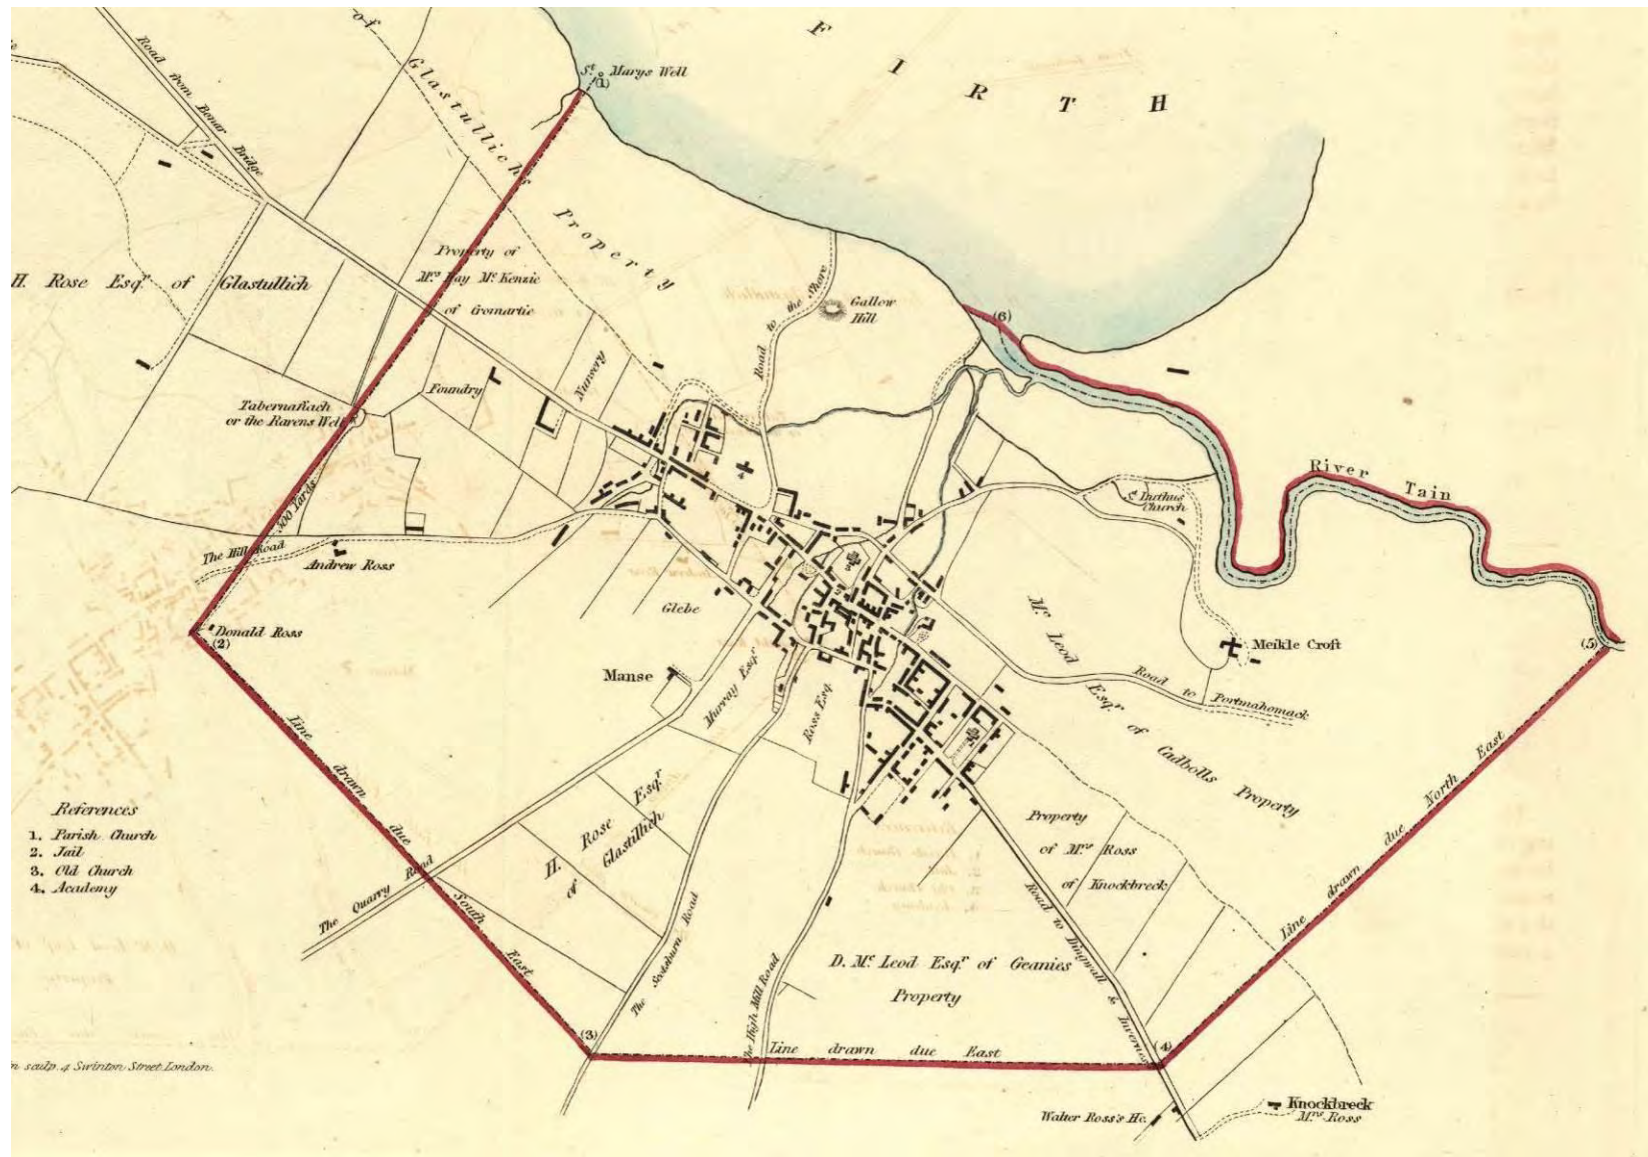 FIRTH
St. Marys Well
(1)
of Glastullichs Property
Road from Bonar Bridge
H. Rose Esqr. of Glastullich
Property of
Mrs. Hay Mc. Kenzie
of Cromartie
Road to the Shore
Gallow
Hill
(6)
Nursery
Foundry
Tabernaflach
or the Ravens Well
River Tain
St. Duthus
Church
300 Yards
The Hill Road
Andrew Ross
Glebe
Donald Ross
(2)
Manse
Murray Esqr.
Ross Esq.
Mc. Leod Esqr. of Cadbolls Property
Meikle Croft
(5)
Road to Portmahomack
Line drawn due South East
H. Rose Esqr.
of Glastillich
Line drawn due North East
Property
of Mrs. Ross
of Knockbreck
References
1. Parish Church
2. Jail
3. Old Church
4. Academy
The Quarry Road
The Scotsburn Road
The High Mill Road
Road to Dingwall & Inverness
D. Mc. Leod Esqr. of Geanies
Property
(3)
Line drawn due East
(4)
n sculp. 4 Swinton Street London.
Walter Ross's Ho.
Knockbreck
Mrs. Ross